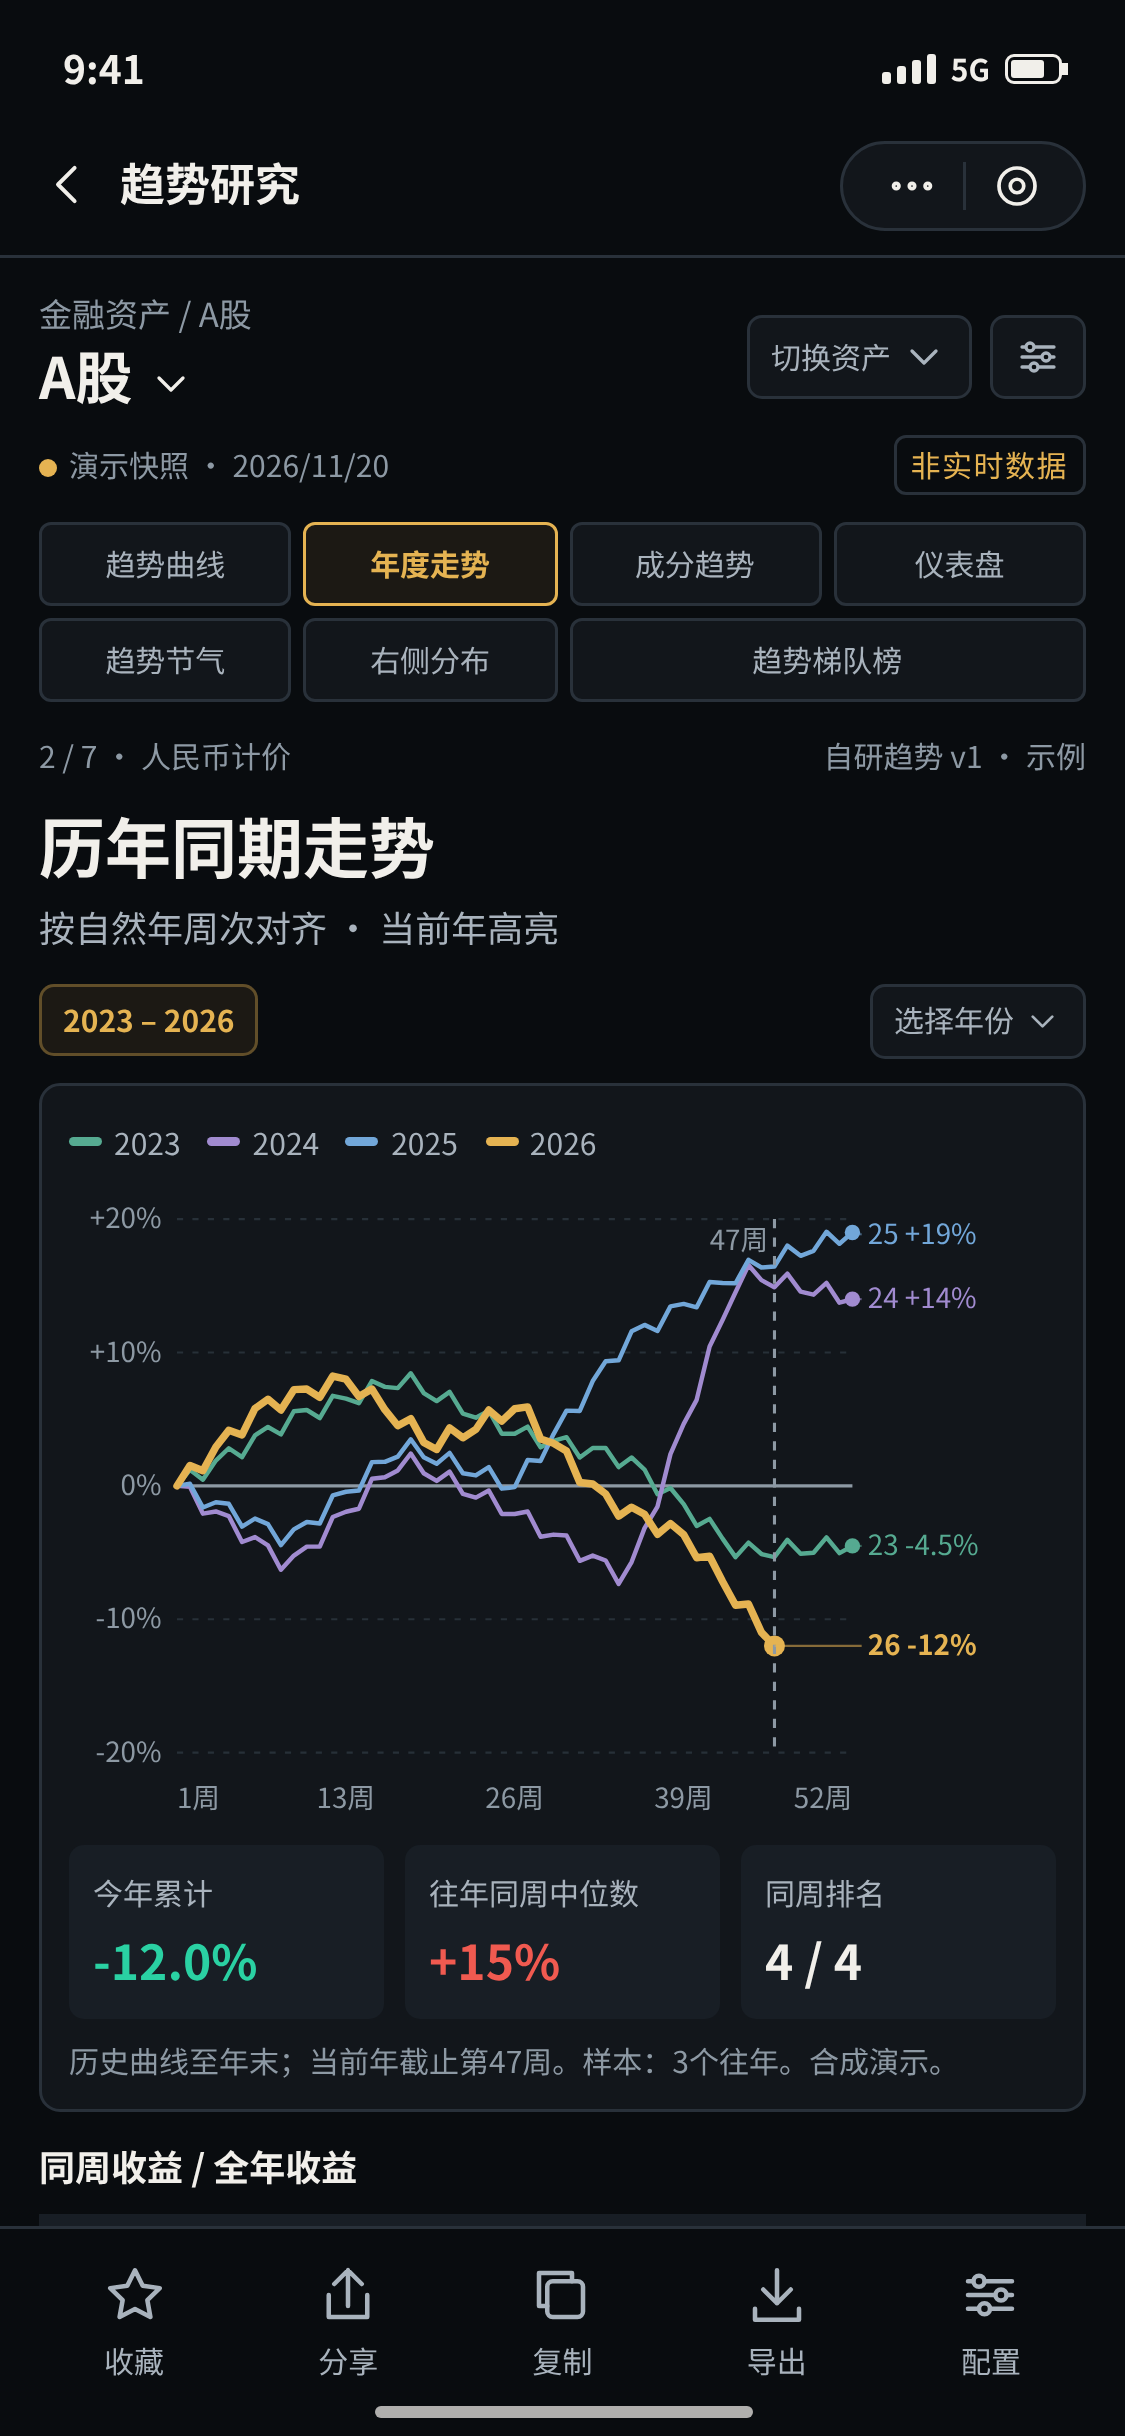 9:41
5G
趋势研究
金融资产 / A股
A股
切换资产
演示快照 · 2026/11/20
非实时数据
趋势曲线
年度走势
成分趋势
仪表盘
趋势节气
右侧分布
趋势梯队榜
2 / 7 · 人民币计价
自研趋势 v1 · 示例
历年同期走势
按自然年周次对齐 · 当前年高亮
2023 – 2026
选择年份
2023 2024 2025 2026
+20%
47周
25 +19%
24 +14%
+10%
0%
23 -4.5%
-10%
26 -12%
-20%
1周 13周 26周 39周 52周
今年累计
-12.0%
往年同周中位数
+15%
同周排名
4 / 4
历史曲线至年末；当前年截止第47周。样本：3个往年。合成演示。
同周收益 / 全年收益
收藏
分享
复制
导出
配置